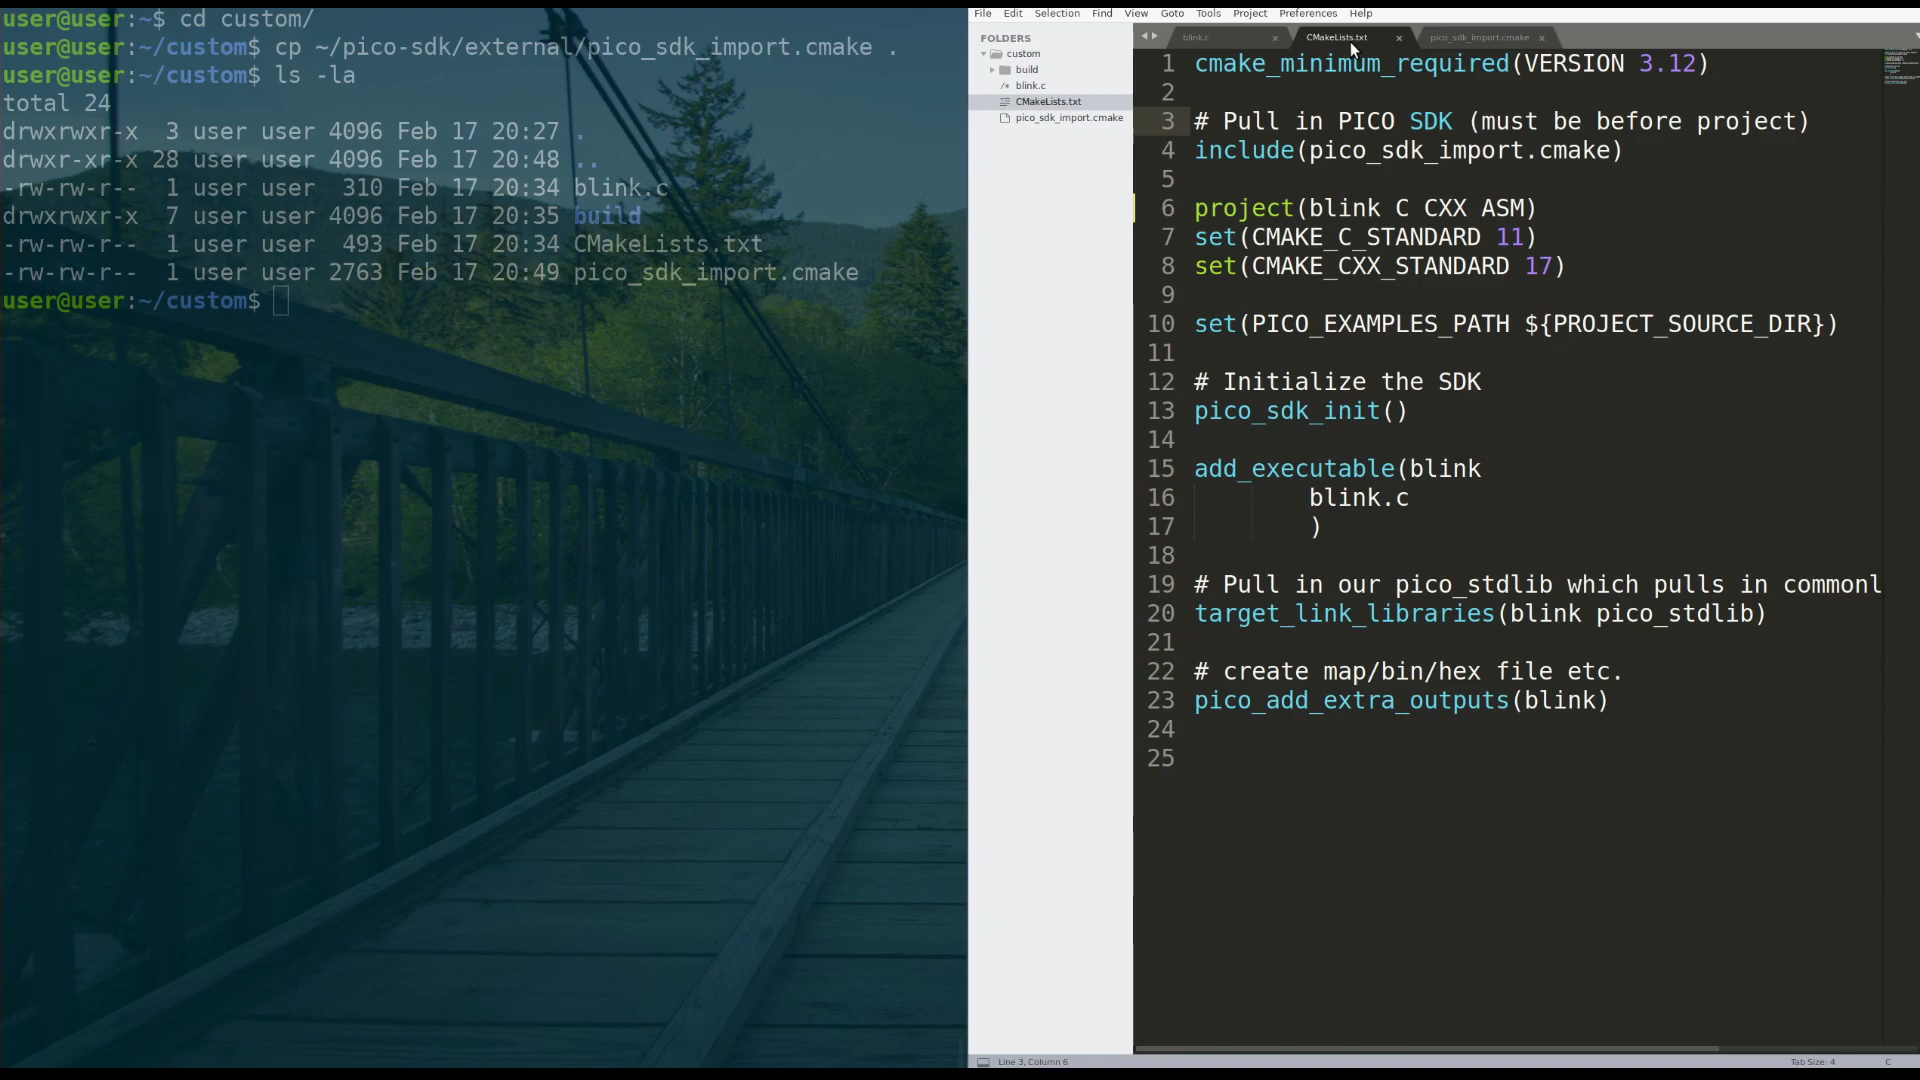 user@user:~$ cd custom/
user@user:~/custom$ cp ~/pico-sdk/external/pico_sdk_import.cmake .
user@user:~/custom$ ls -la
total 24
drwxrwxr-x  3 user user 4096 Feb 17 20:27 .
drwxr-xr-x 28 user user 4096 Feb 17 20:48 ..
-rw-rw-r--  1 user user  310 Feb 17 20:34 blink.c
drwxrwxr-x  7 user user 4096 Feb 17 20:35 build
-rw-rw-r--  1 user user  493 Feb 17 20:34 CMakeLists.txt
-rw-rw-r--  1 user user 2763 Feb 17 20:49 pico_sdk_import.cmake
user@user:~/custom$
File Edit Selection Find View Goto Tools Project Preferences Help
FOLDERS
custom
build
blink.c
CMakeLists.txt
pico_sdk_import.cmake
blink.c × CMakeLists.txt × pico_sdk_import.cmake ×
1 cmake_minimum_required(VERSION 3.12)
2
3 # Pull in PICO SDK (must be before project)
4 include(pico_sdk_import.cmake)
5
6 project(blink C CXX ASM)
7 set(CMAKE_C_STANDARD 11)
8 set(CMAKE_CXX_STANDARD 17)
9
10 set(PICO_EXAMPLES_PATH ${PROJECT_SOURCE_DIR})
11
12 # Initialize the SDK
13 pico_sdk_init()
14
15 add_executable(blink
16         blink.c
17         )
18
19 # Pull in our pico_stdlib which pulls in commonl
20 target_link_libraries(blink pico_stdlib)
21
22 # create map/bin/hex file etc.
23 pico_add_extra_outputs(blink)
24
25
Line 3, Column 6
Tab Size: 4
C